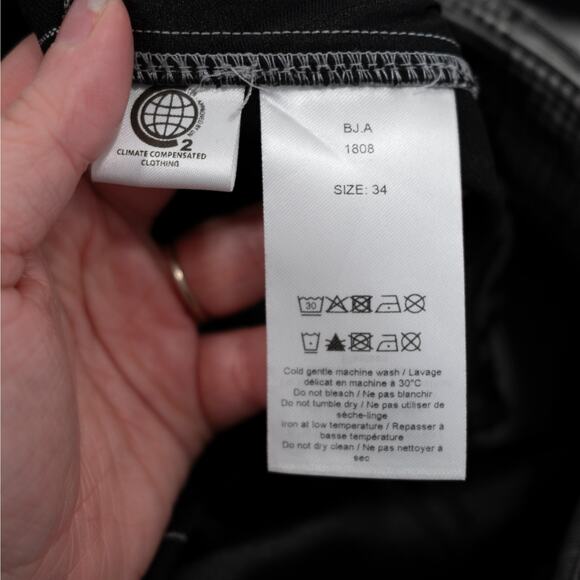 2
CLIMATE COMPENSATED
CLOTHING
BJ.A
1808
SIZE: 34
30
Cold gentle machine wash / Lavage
délicat en machine à 30°C
Do not bleach / Ne pas blanchir
Do not tumble dry / Ne pas utiliser de
sèche-linge
Iron at low temperature / Repasser à
basse température
Do not dry clean / Ne pas nettoyer à
sec